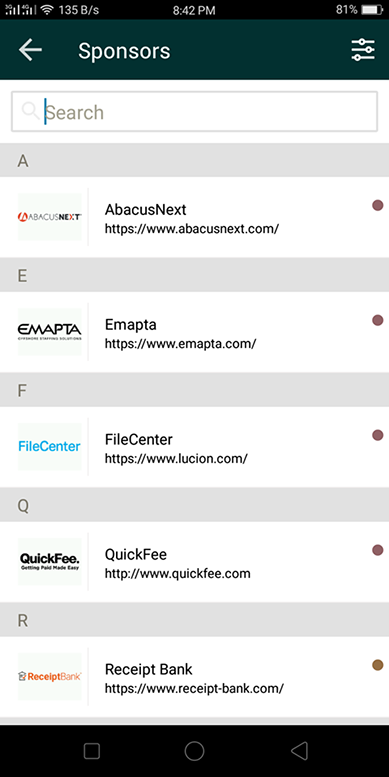 3G 4G 135 B/s 8:42 PM 81%
Sponsors
Search
A
ABACUSNEXT
AbacusNext
https://www.abacusnext.com/
E
EMAPTA
OFFSHORE STAFFING SOLUTIONS
Emapta
https://www.emapta.com/
F
FileCenter
FileCenter
https://www.lucion.com/
Q
QuickFee.
Getting Paid Made Easy
QuickFee
http://www.quickfee.com
R
ReceiptBank
Receipt Bank
https://www.receipt-bank.com/